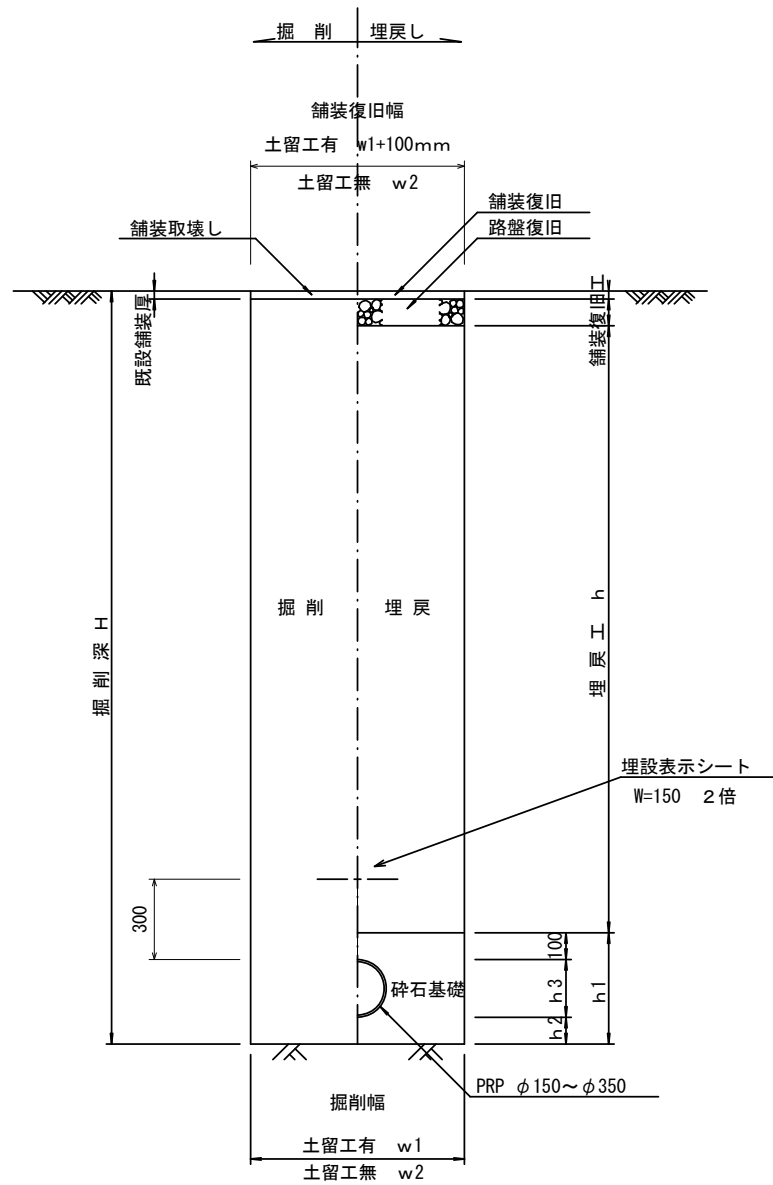 掘 削 埋戻し
舗装復旧幅
土留工有 w1+100mm
土留工無 w2
舗装復旧
舗装取壊し
路盤復旧
既設舗装厚
舗装復旧工
掘削深 H
掘 削 埋 戻
埋戻工 h
埋設表示シート
W=150 2倍
300
100
砕石基礎
h3
h1
h2
PRP φ150～φ350
掘削幅
土留工有 w1
土留工無 w2